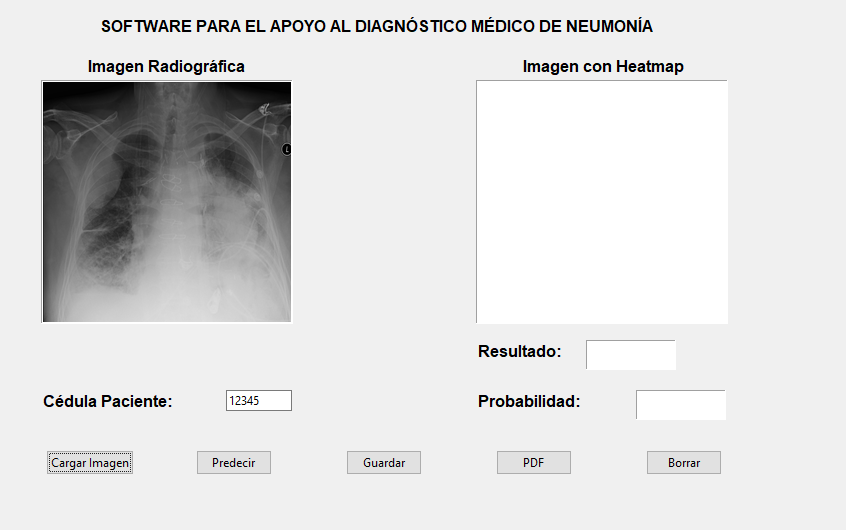 SOFTWARE PARA EL APOYO AL DIAGNÓSTICO MÉDICO DE NEUMONÍA
Imagen Radiográfica
Imagen con Heatmap
L
Resultado:
Cédula Paciente:
12345
Probabilidad:
Cargar Imagen
Predecir
Guardar
PDF
Borrar